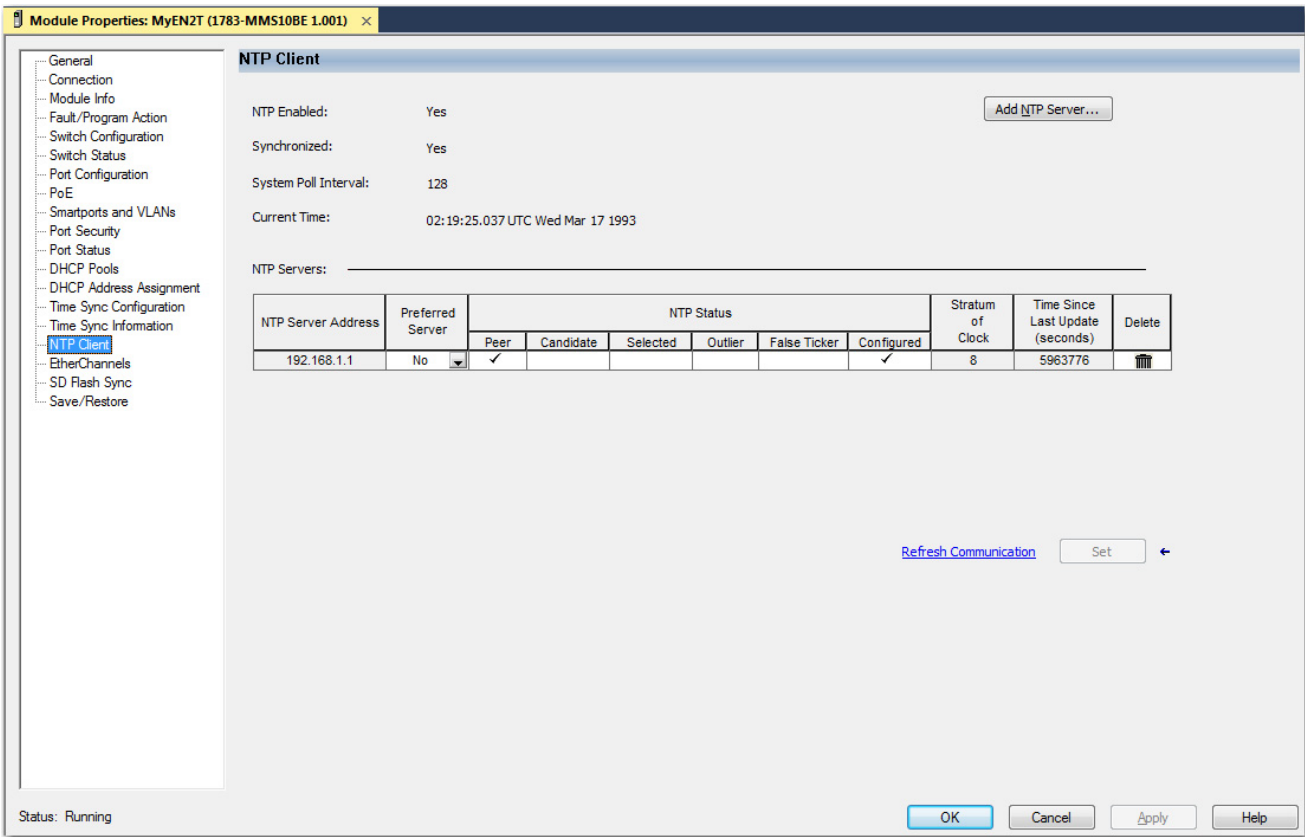 Module Properties: MyEN2T (1783-MMS10BE 1.001) ×
General
Connection
Module Info
Fault/Program Action
Switch Configuration
Switch Status
Port Configuration
PoE
Smartports and VLANs
Port Security
Port Status
DHCP Pools
DHCP Address Assignment
Time Sync Configuration
Time Sync Information
NTP Client
EtherChannels
SD Flash Sync
Save/Restore
NTP Client
NTP Enabled: Yes Add NTP Server...
Synchronized: Yes
System Poll Interval: 128
Current Time: 02:19:25.037 UTC Wed Mar 17 1993
NTP Servers:
NTP Server Address Preferred Server NTP Status Stratum of Clock Time Since Last Update (seconds) Delete
Peer Candidate Selected Outlier False Ticker Configured
192.168.1.1 No ✓ ✓ 8 5963776
Refresh Communication Set ←
Status: Running OK Cancel Apply Help